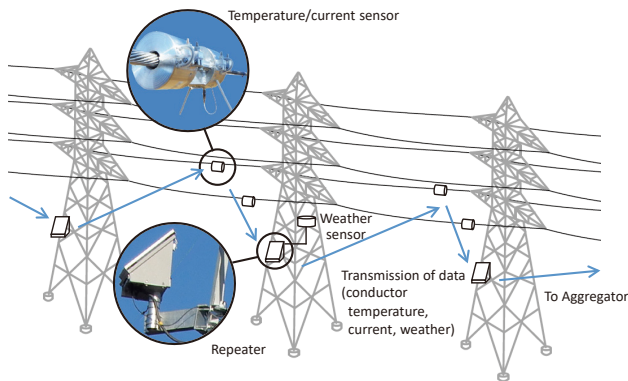 Temperature/current sensor
Weather
sensor
Transmission of data
(conductor
temperature,
current, weather)
To Aggregator
Repeater